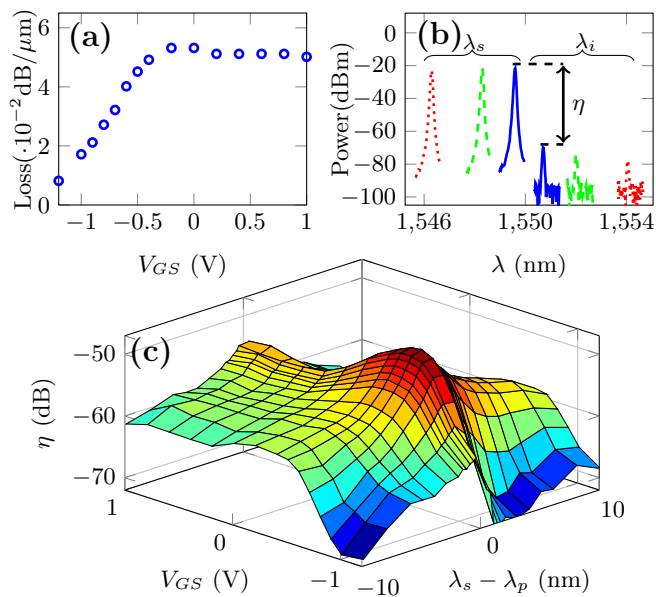 (a)
Loss(·10⁻² dB/μm)
6
4
2
0
−1 −0.5 0 0.5 1
V_GS (V)
(b)
λ_s λ_i
η
Power(dBm)
0
−20
−40
−60
−80
−100
1,546 1,550 1,554
λ (nm)
(c)
η (dB)
−50
−60
−70
1 0 −1
V_GS (V)
−10 0 10
λ_s − λ_p (nm)